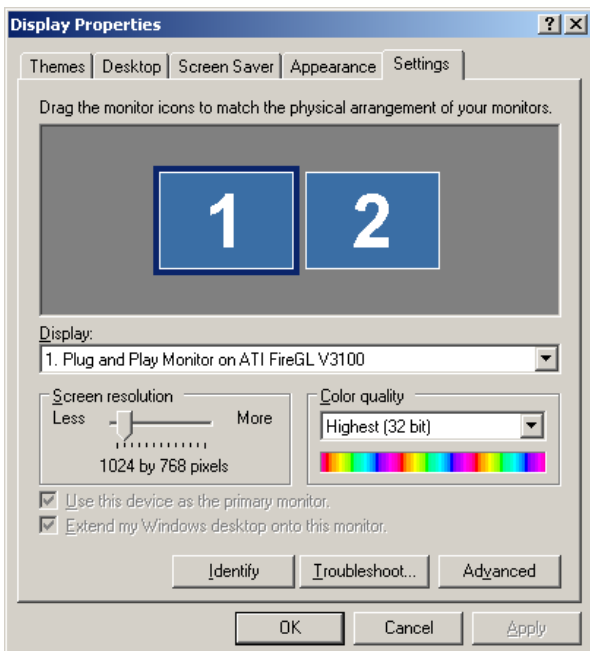 Display Properties
Themes Desktop Screen Saver Appearance Settings
Drag the monitor icons to match the physical arrangement of your monitors.
1 2
Display:
1. Plug and Play Monitor on ATI FireGL V3100
Screen resolution Color quality
Less More Highest (32 bit)
1024 by 768 pixels
Use this device as the primary monitor.
Extend my Windows desktop onto this monitor.
Identify Troubleshoot... Advanced
OK Cancel Apply